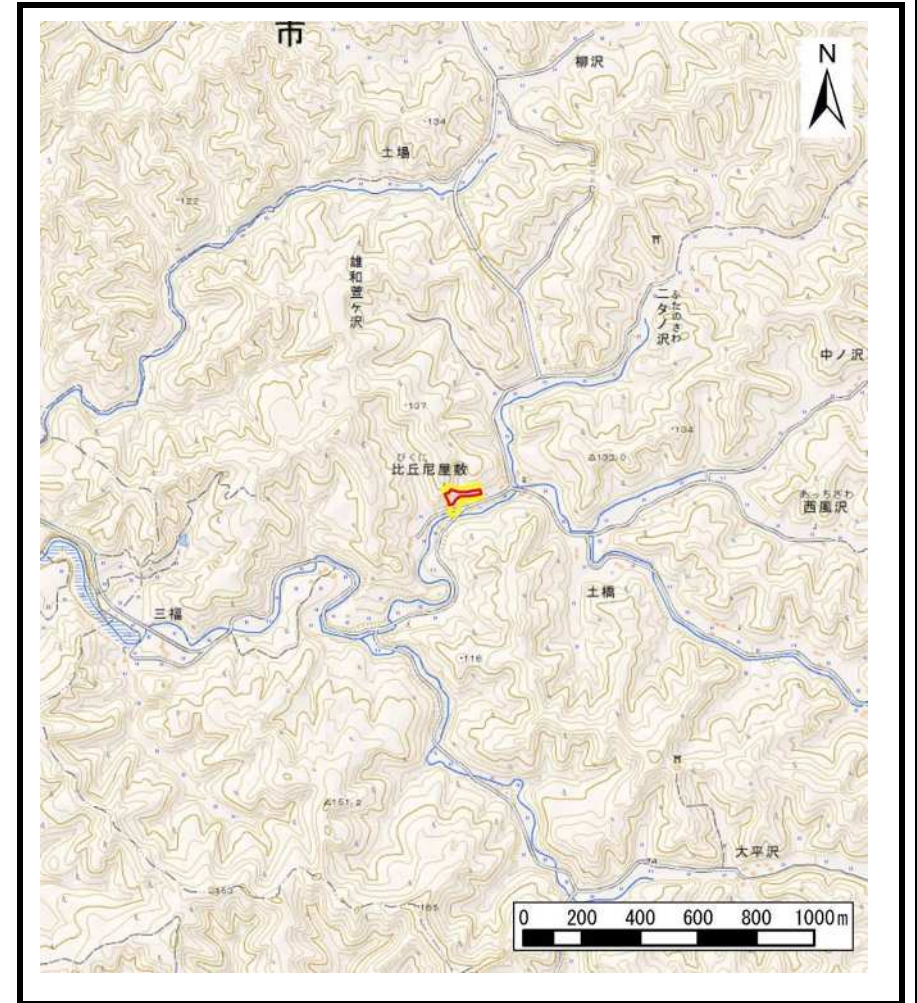 市
N
柳沢
・134
土場
・122
雄和萱ケ沢
ふたのさわ
二タノ沢
中ノ沢
・137
・134
133.0
びくに
比丘尼屋敷
あっちざわ
西風沢
土橋
三福
・116
151.2
大平沢
74
・163
・165
0 200 400 600 800 1000m